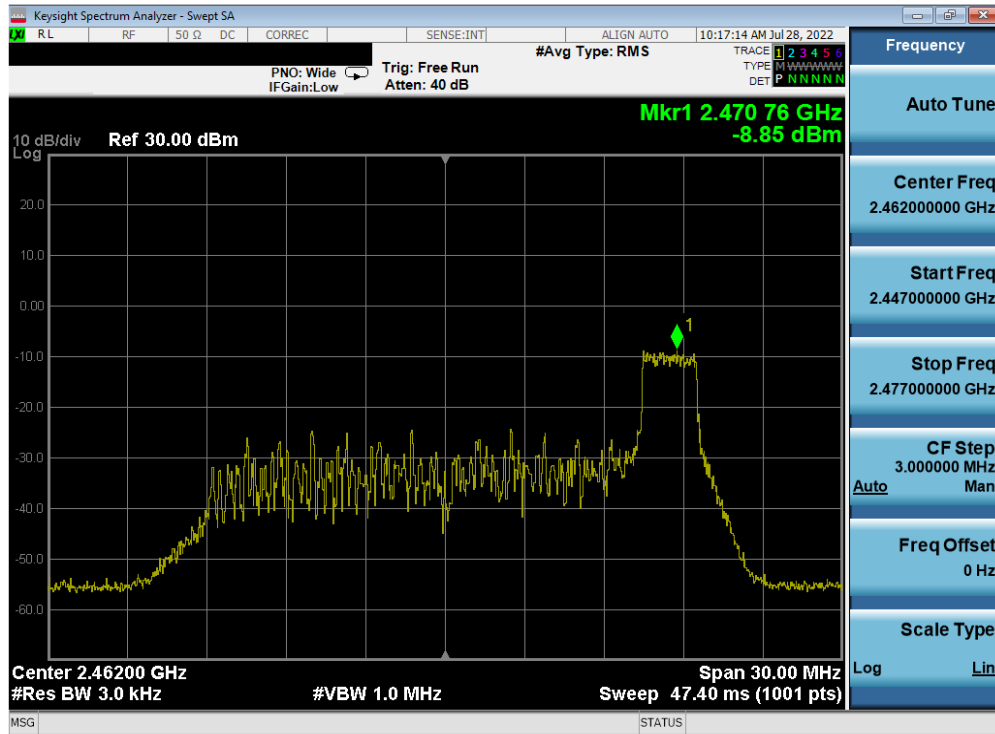 Keysight Spectrum Analyzer - Swept SA
LXI RL RF 50 Ω DC CORREC SENSE:INT ALIGN AUTO 10:17:14 AM Jul 28, 2022
#Avg Type: RMS TRACE 1 2 3 4 5 6
PNO: Wide Trig: Free Run TYPE M W W W W W
IFGain:Low Atten: 40 dB DET P N N N N N
Mkr1 2.470 76 GHz
-8.85 dBm
10 dB/div Ref 30.00 dBm
Log
20.0
10.0
0.00
1
-10.0
-20.0
-30.0
-40.0
-50.0
-60.0
Center 2.46200 GHz Span 30.00 MHz
#Res BW 3.0 kHz #VBW 1.0 MHz Sweep 47.40 ms (1001 pts)
MSG STATUS
Frequency
Auto Tune
Center Freq
2.462000000 GHz
Start Freq
2.447000000 GHz
Stop Freq
2.477000000 GHz
CF Step
3.000000 MHz
Auto Man
Freq Offset
0 Hz
Scale Type
Log Lin